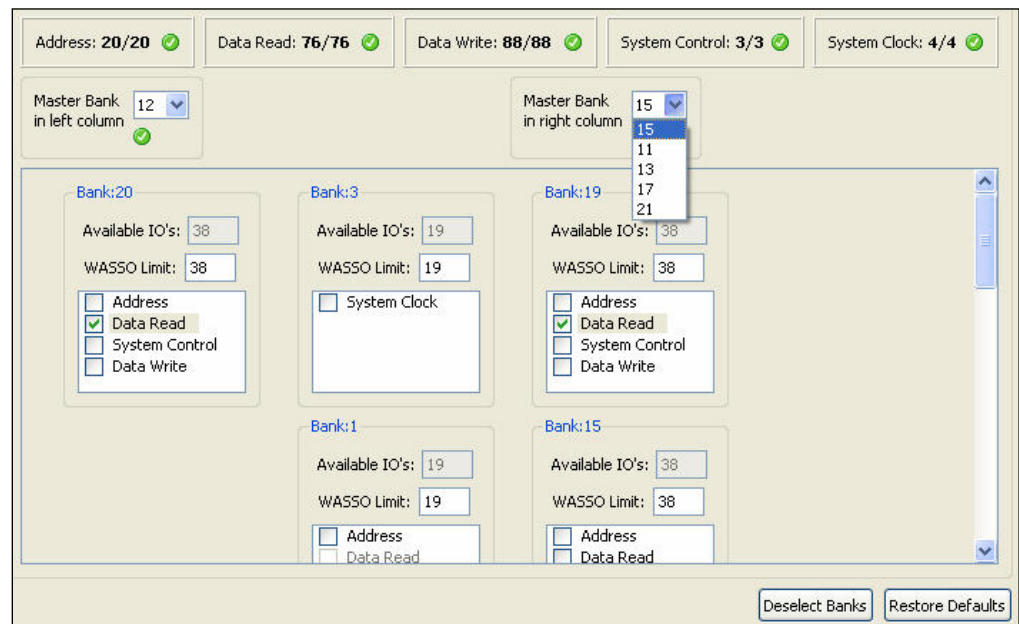 Address: 20/20
Data Read: 76/76
Data Write: 88/88
System Control: 3/3
System Clock: 4/4
Master Bank
in left column
12
Master Bank
in right column
15
15
11
13
17
21
Bank:20
Available IO's: 38
WASSO Limit: 38
Address
Data Read
System Control
Data Write
Bank:3
Available IO's: 19
WASSO Limit: 19
System Clock
Bank:19
Available IO's: 38
WASSO Limit: 38
Address
Data Read
System Control
Data Write
Bank:1
Available IO's: 19
WASSO Limit: 19
Address
Data Read
Bank:15
Available IO's: 38
WASSO Limit: 38
Address
Data Read
Deselect Banks
Restore Defaults